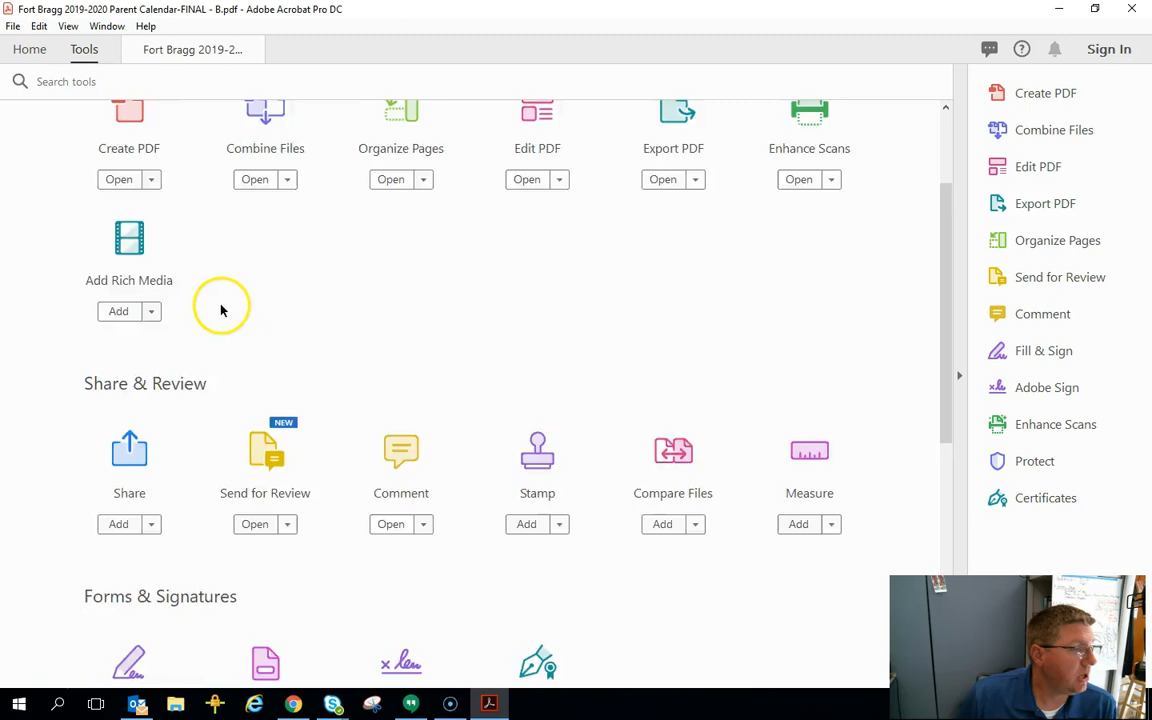 Fort Bragg 2019-2020 Parent Calendar-FINAL - B.pdf - Adobe Acrobat Pro DC
File Edit View Window Help
Home Tools Fort Bragg 2019-2... Sign In
Search tools
Create PDF Combine Files Organize Pages Edit PDF Export PDF Enhance Scans
Open Open Open Open Open Open
Add Rich Media
Add
Share & Review
NEW
Share Send for Review Comment Stamp Compare Files Measure
Add Open Open Add Add Add
Forms & Signatures
Create PDF
Combine Files
Edit PDF
Export PDF
Organize Pages
Send for Review
Comment
Fill & Sign
Adobe Sign
Enhance Scans
Protect
Certificates